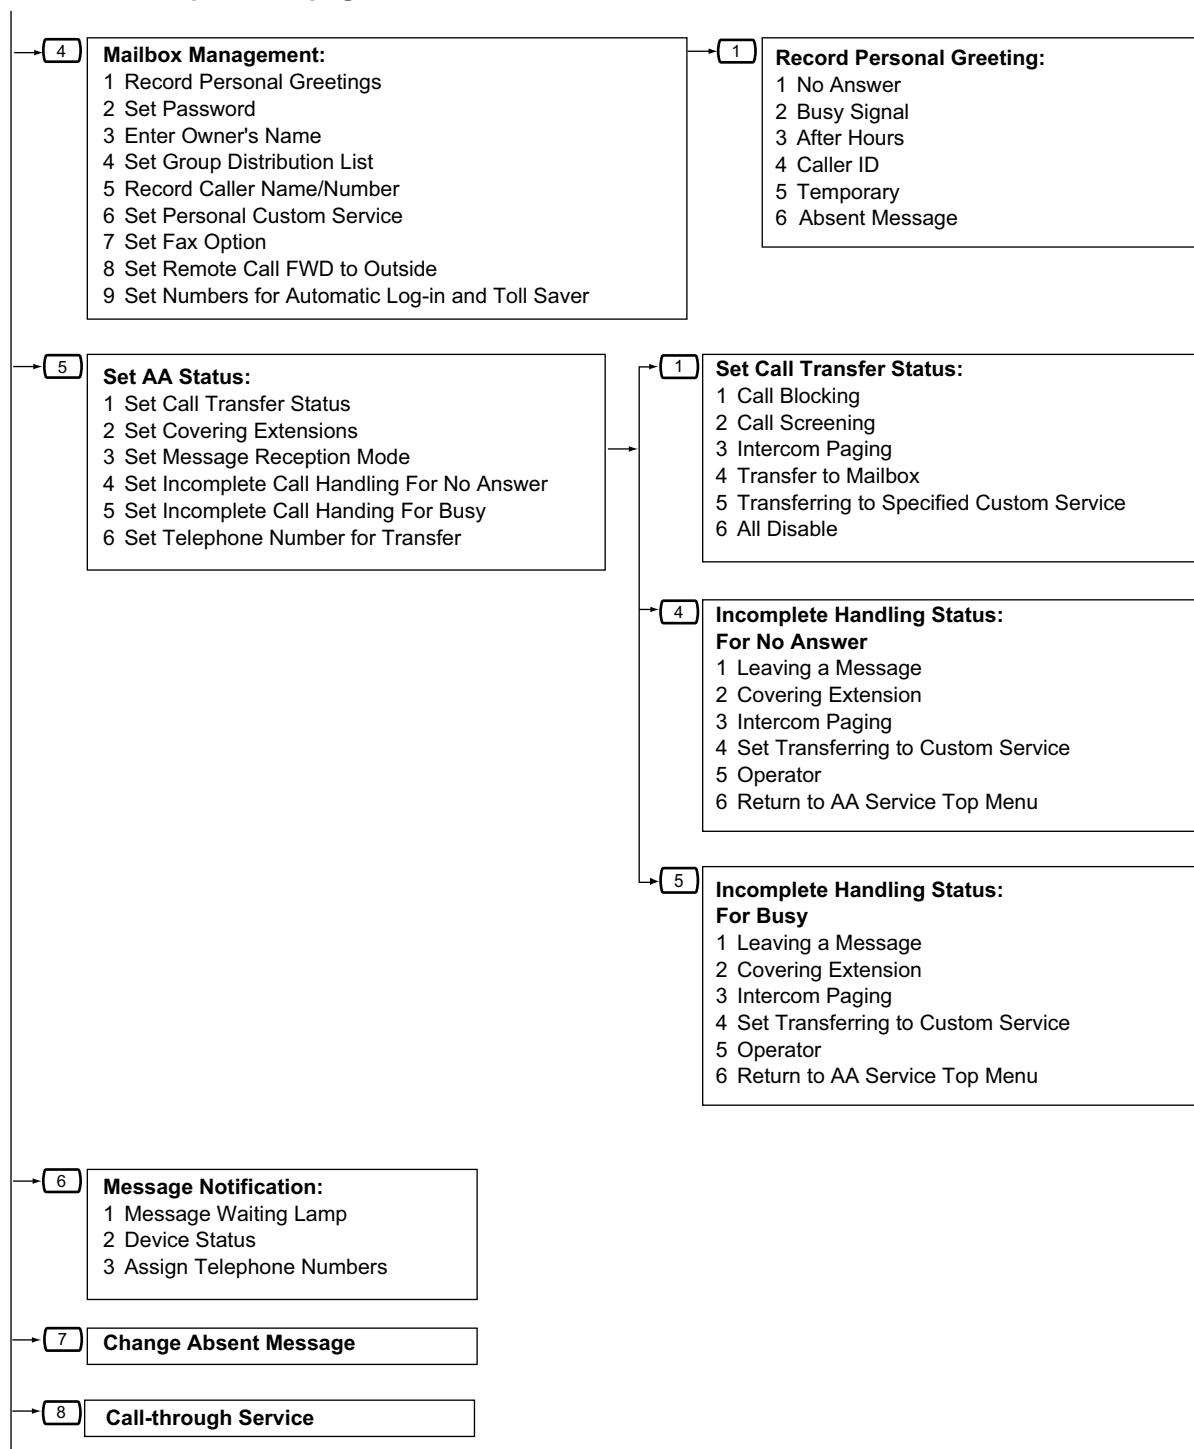 4
Mailbox Management:
1 Record Personal Greetings
2 Set Password
3 Enter Owner's Name
4 Set Group Distribution List
5 Record Caller Name/Number
6 Set Personal Custom Service
7 Set Fax Option
8 Set Remote Call FWD to Outside
9 Set Numbers for Automatic Log-in and Toll Saver
1
Record Personal Greeting:
1 No Answer
2 Busy Signal
3 After Hours
4 Caller ID
5 Temporary
6 Absent Message
5
Set AA Status:
1 Set Call Transfer Status
2 Set Covering Extensions
3 Set Message Reception Mode
4 Set Incomplete Call Handling For No Answer
5 Set Incomplete Call Handing For Busy
6 Set Telephone Number for Transfer
1
Set Call Transfer Status:
1 Call Blocking
2 Call Screening
3 Intercom Paging
4 Transfer to Mailbox
5 Transferring to Specified Custom Service
6 All Disable
4
Incomplete Handling Status:
For No Answer
1 Leaving a Message
2 Covering Extension
3 Intercom Paging
4 Set Transferring to Custom Service
5 Operator
6 Return to AA Service Top Menu
5
Incomplete Handling Status:
For Busy
1 Leaving a Message
2 Covering Extension
3 Intercom Paging
4 Set Transferring to Custom Service
5 Operator
6 Return to AA Service Top Menu
6
Message Notification:
1 Message Waiting Lamp
2 Device Status
3 Assign Telephone Numbers
7
Change Absent Message
8
Call-through Service